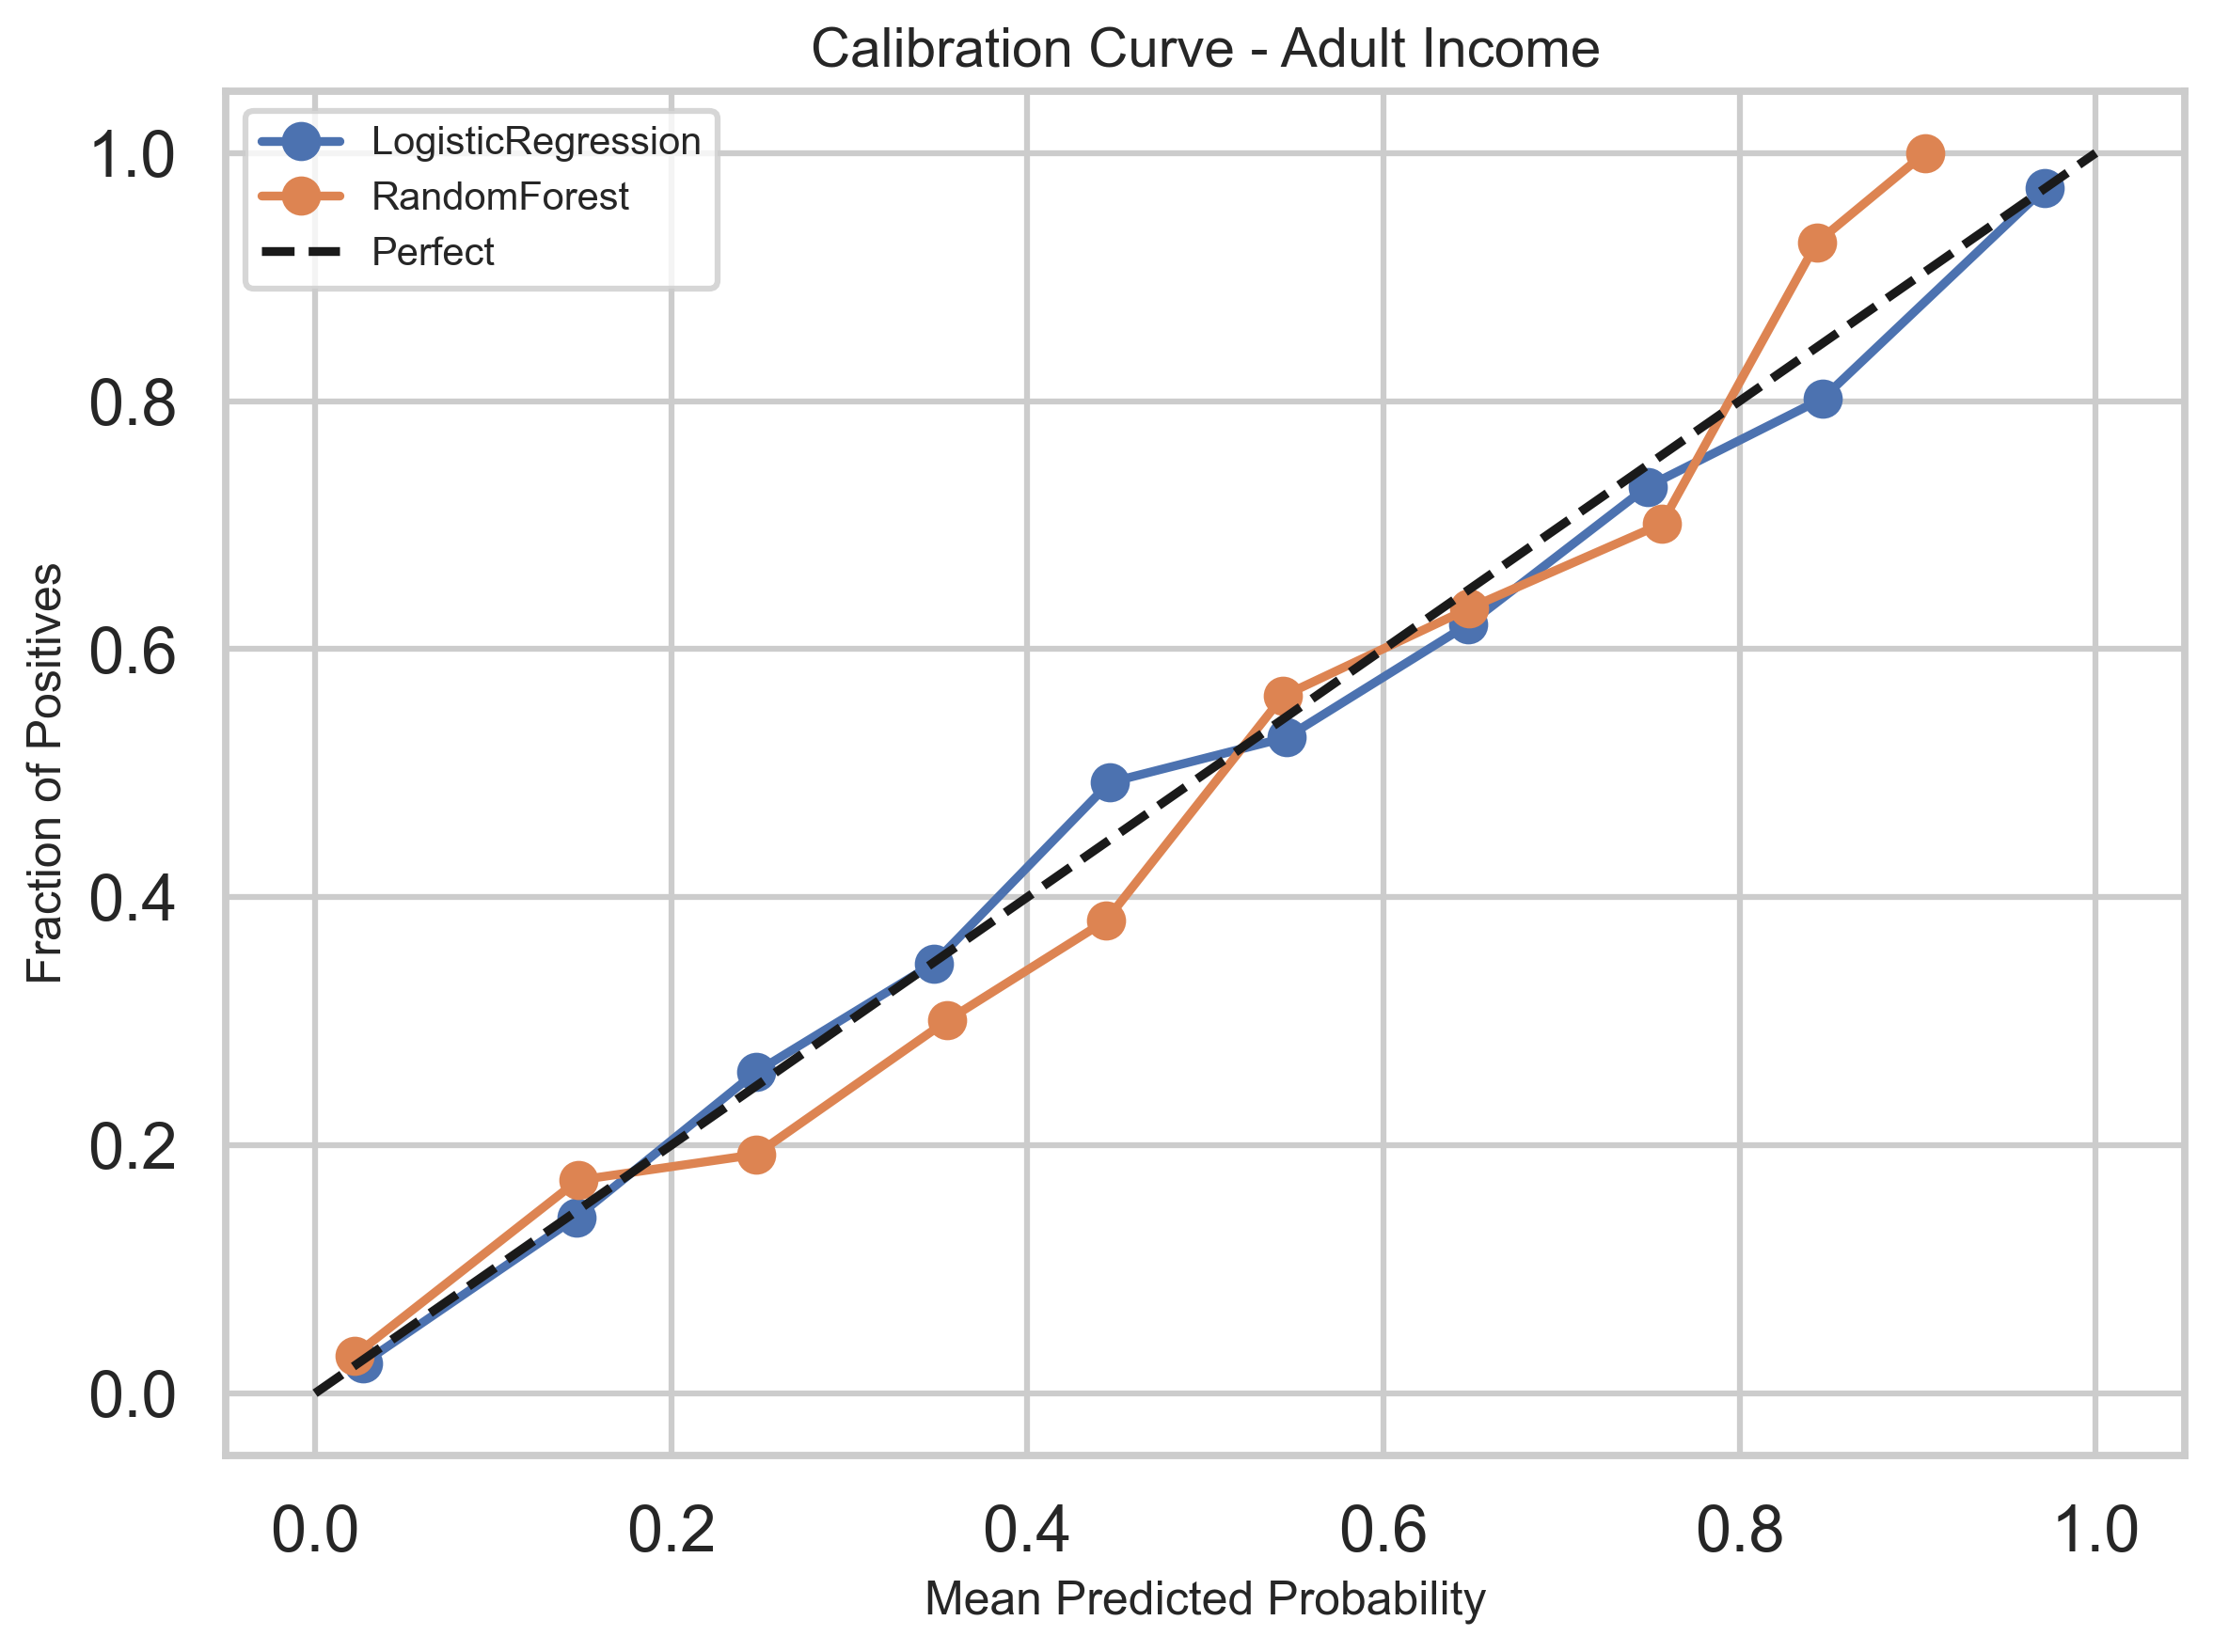 Calibration Curve - Adult Income
LogisticRegression
RandomForest
Perfect
Fraction of Positives
1.0
0.8
0.6
0.4
0.2
0.0
0.0 0.2 0.4 0.6 0.8 1.0
Mean Predicted Probability